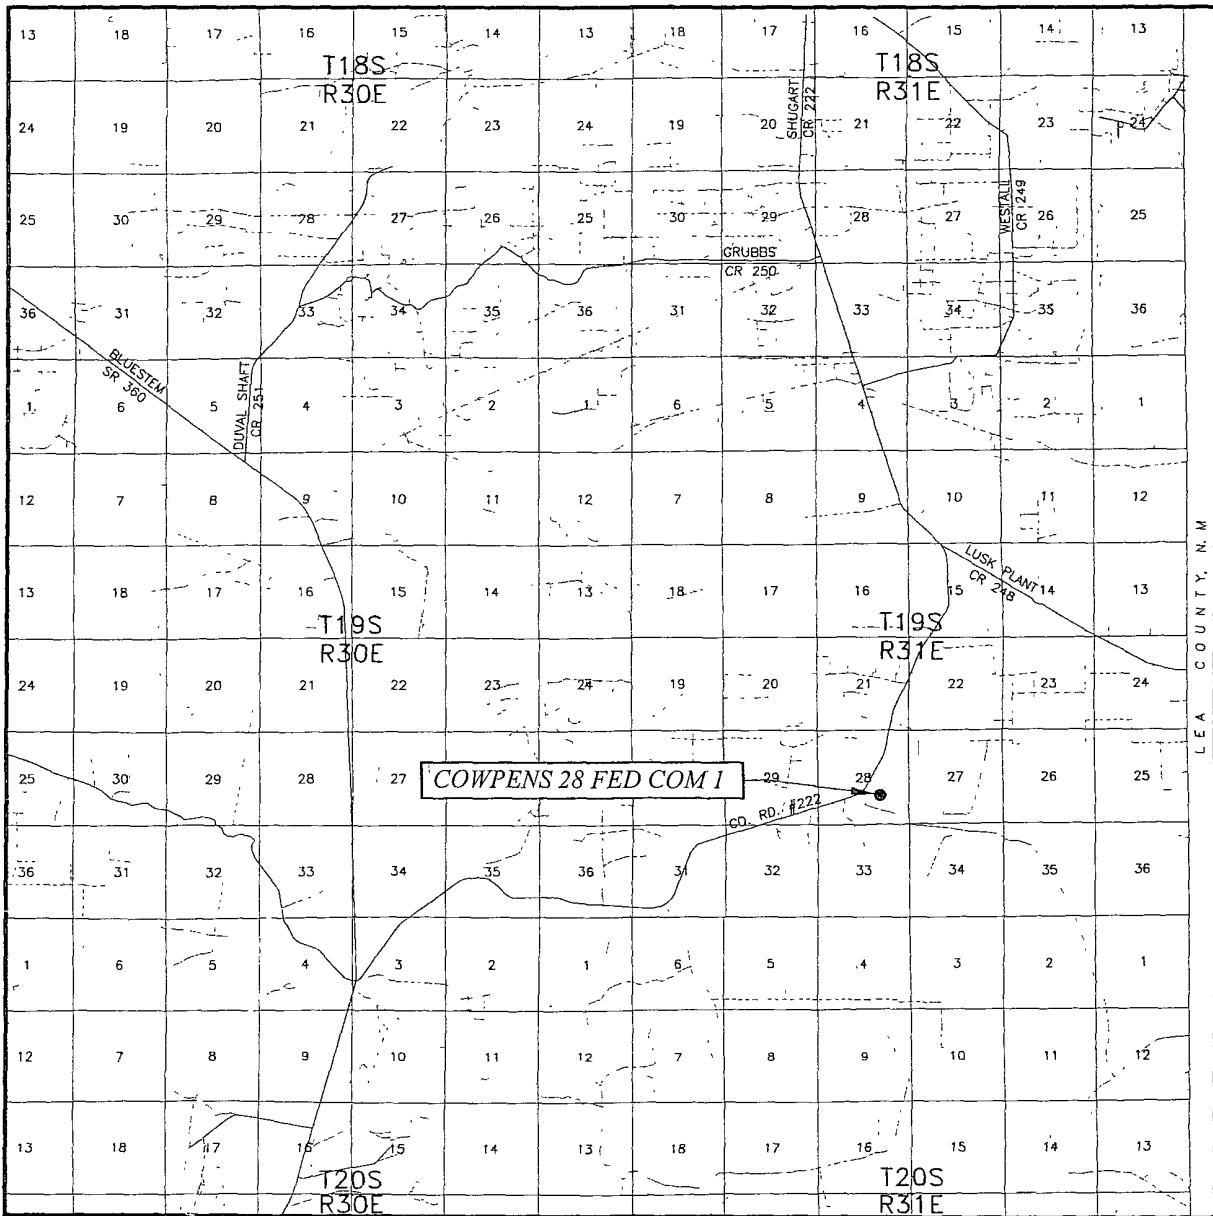 13 18 17 16 15 14 13 18 17 16 15 14 13
T18S T18S
R30E R31E
SHUGART
CR 222
24 19 20 21 22 23 24 19 20 21 22 23 24
WESTALL
CR 249
25 30 29 28 27 26 25 30 29 28 27 26 25
GRUBBS
CR 250
36 31 32 33 34 35 36 31 32 33 34 35 36
BLUESTEM
SR 360
DUVAL SHAFT
CR 251
1 6 5 4 3 2 1 6 5 4 3 2 1
12 7 8 9 10 11 12 7 8 9 10 11 12
LUSK PLANT
CR 248
13 18 17 16 15 14 13 18 17 16 15 14 13
T19S T19S
R30E R31E
LEA COUNTY, N.M
24 19 20 21 22 23 24 19 20 21 22 23 24
25 30 29 28 27 COWPENS 28 FED COM 1 29 28 27 26 25
CO. RD. #222
36 31 32 33 34 35 36 31 32 33 34 35 36
1 6 5 4 3 2 1 6 5 4 3 2 1
12 7 8 9 10 11 12 7 8 9 10 11 12
13 18 17 16 15 14 13 18 17 16 15 14 13
T20S T20S
R30E R31E